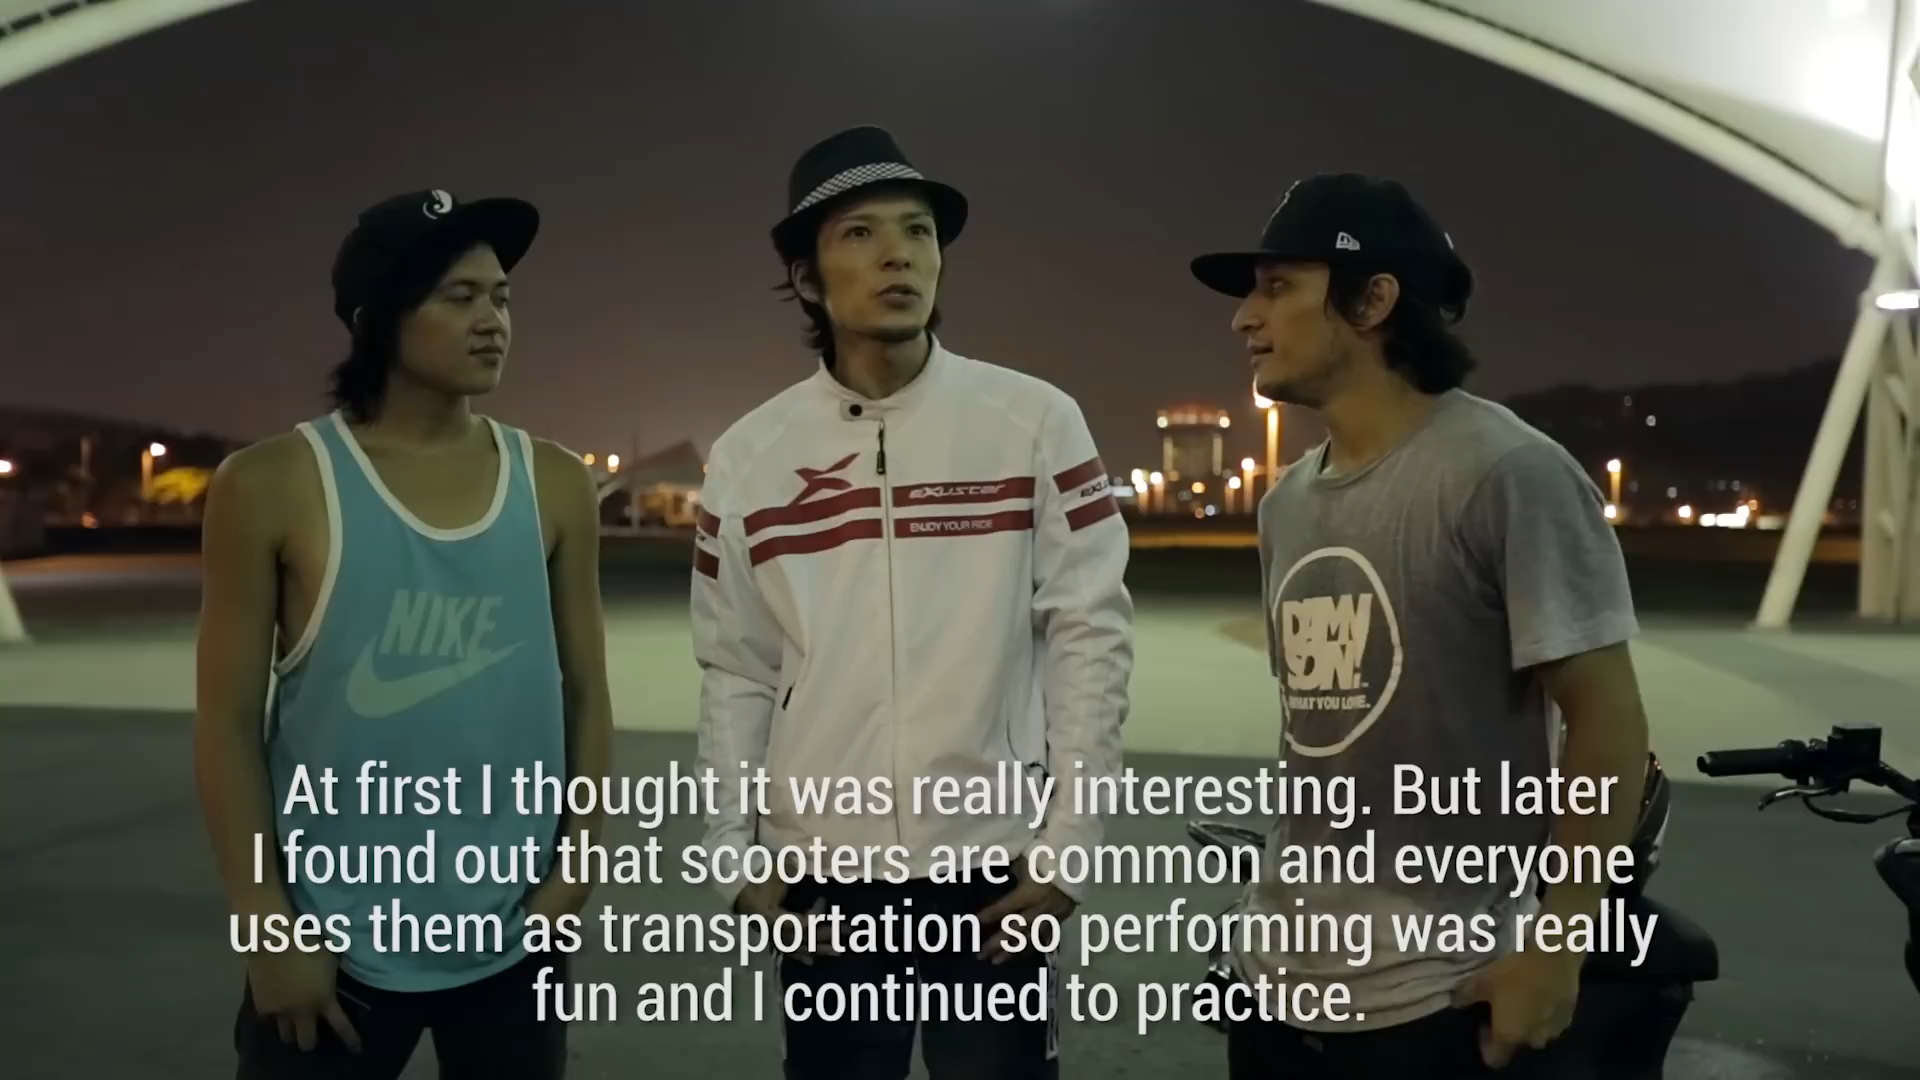 NIKE
eXustar
ENJOY YOUR RIDE
DAMN
SON!
WHAT YOU LOVE.
At first I thought it was really interesting. But later
I found out that scooters are common and everyone
uses them as transportation so performing was really
fun and I continued to practice.